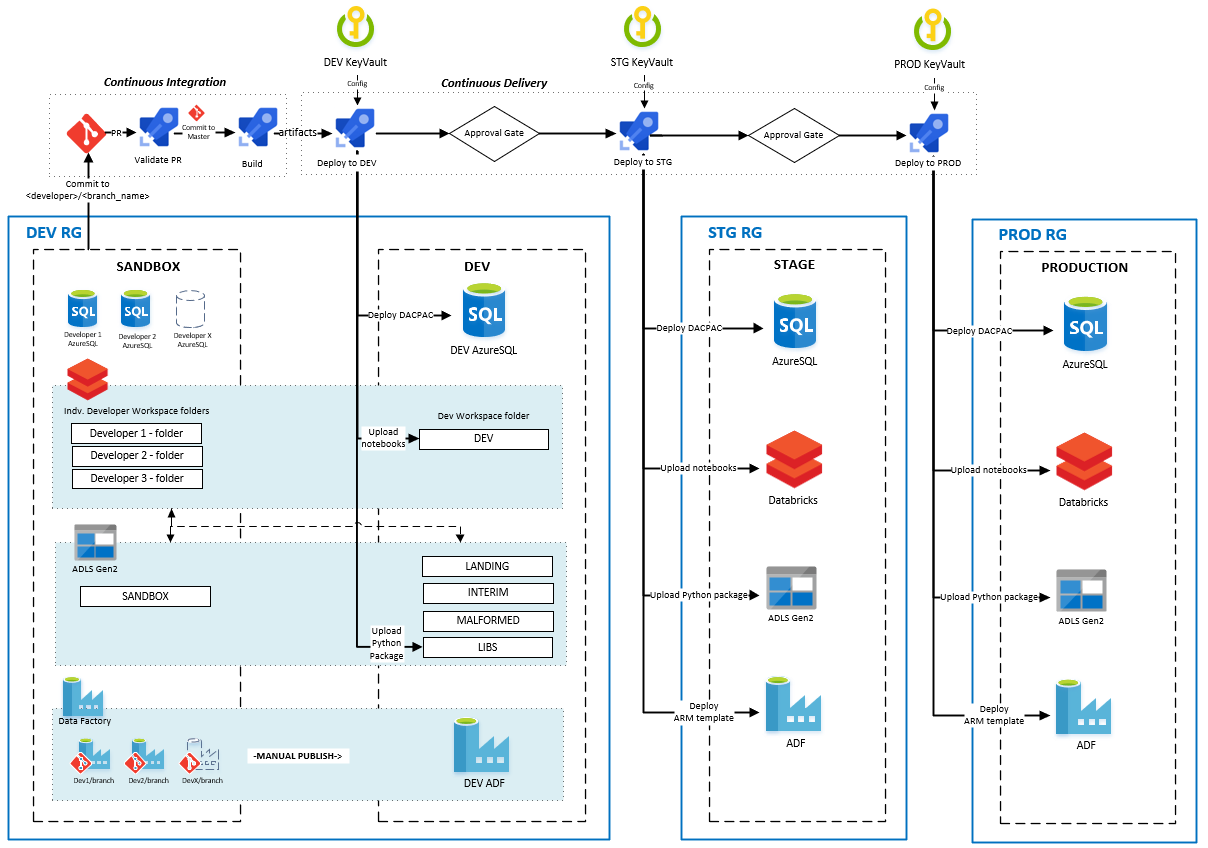 DEV KeyVault
STG KeyVault
PROD KeyVault
Config
Config
Config
Continuous Integration
Continuous Delivery
PR
Validate PR
Commit to
Master
Build
artifacts
Deploy to DEV
Approval Gate
Deploy to STG
Approval Gate
Deploy to PROD
Commit to
<developer>/<branch_name>
DEV RG
SANDBOX
SQL
Developer 1
AzureSQL
SQL
Developer 2
AzureSQL
Developer X
AzureSQL
Indv. Developer Workspace folders
Developer 1 - folder
Developer 2 - folder
Developer 3 - folder
ADLS Gen2
SANDBOX
Data Factory
Dev1/branch
Dev2/branch
DevX/branch
-MANUAL PUBLISH->
DEV
Deploy DACPAC
SQL
DEV AzureSQL
Dev Workspace folder
Upload
notebooks
DEV
LANDING
INTERIM
MALFORMED
LIBS
Upload
Python
Package
DEV ADF
STG RG
STAGE
Deploy DACPAC
SQL
AzureSQL
Upload notebooks
Databricks
Upload Python package
ADLS Gen2
Deploy
ARM template
ADF
PROD RG
PRODUCTION
Deploy DACPAC
SQL
AzureSQL
Upload notebooks
Databricks
Upload Python package
ADLS Gen2
Deploy
ARM template
ADF